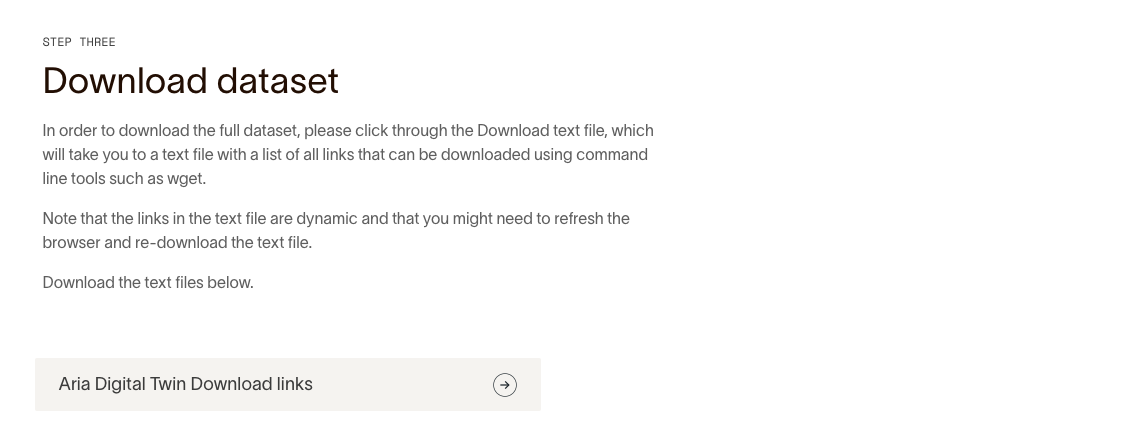 STEP THREE
Download dataset
In order to download the full dataset, please click through the Download text file, which
will take you to a text file with a list of all links that can be downloaded using command
line tools such as wget.
Note that the links in the text file are dynamic and that you might need to refresh the
browser and re-download the text file.
Download the text files below.
Aria Digital Twin Download links